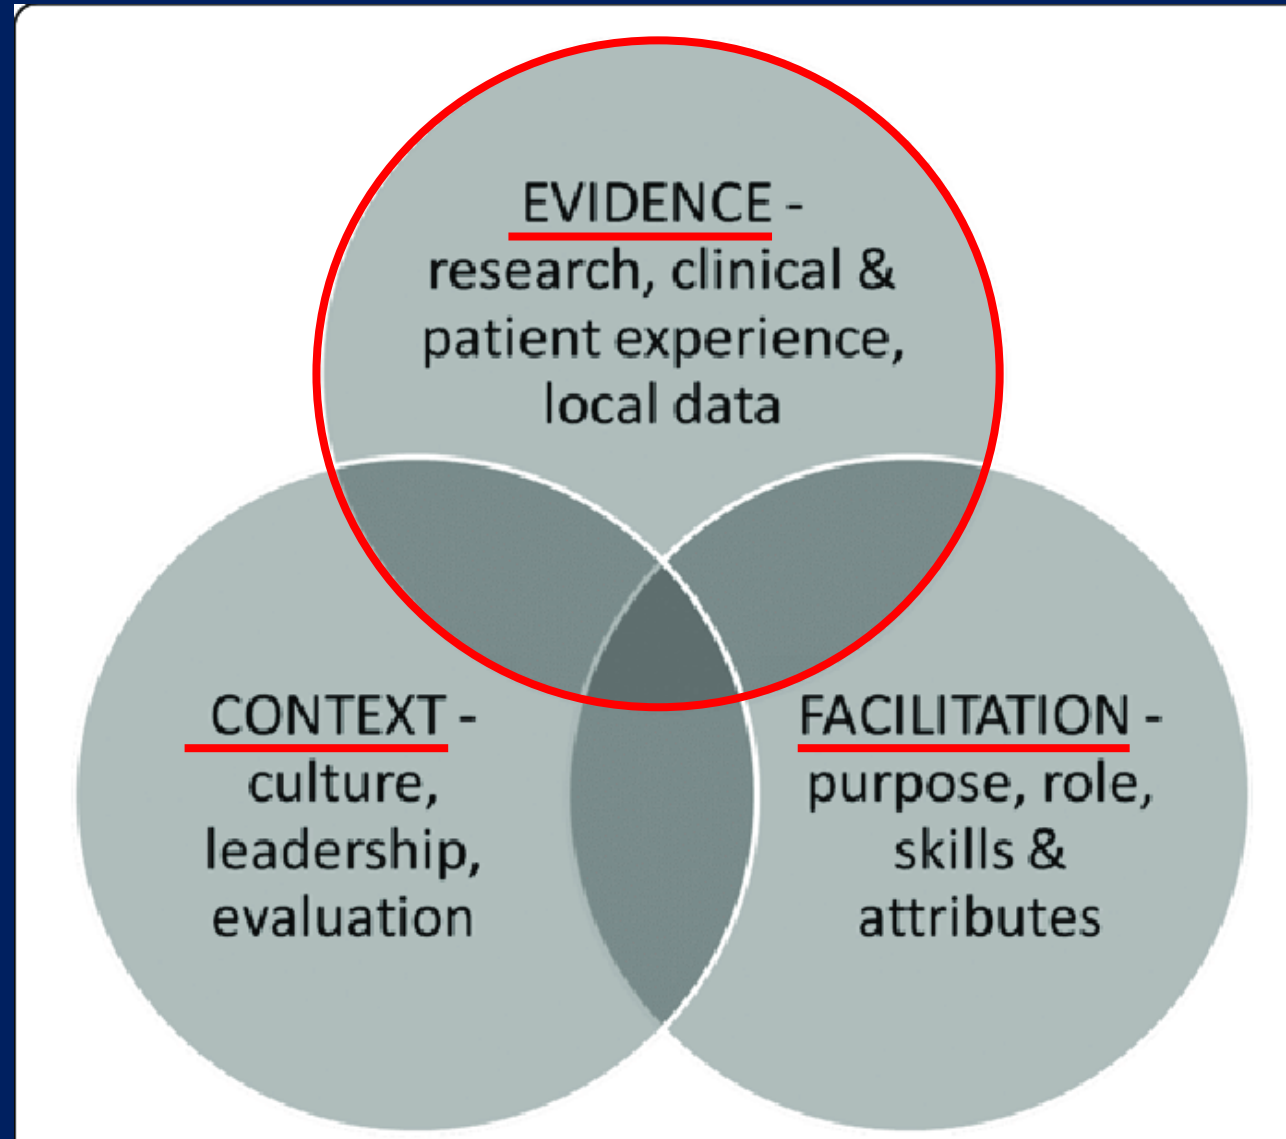 EVIDENCE -
research, clinical &
patient experience,
local data
CONTEXT -
culture,
leadership,
evaluation
FACILITATION -
purpose, role,
skills &
attributes